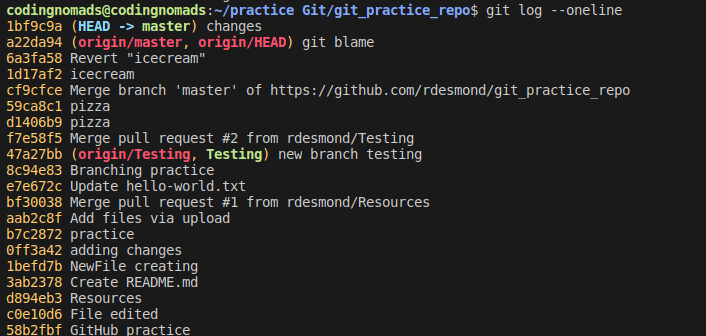 codingnomads@codingnomads:~/practice Git/git_practice_repo$ git log --oneline
1bf9c9a (HEAD -> master) changes
a22da94 (origin/master, origin/HEAD) git blame
6a3fa58 Revert "icecream"
1d17af2 icecream
cf9cfce Merge branch 'master' of https://github.com/rdesmond/git_practice_repo
59ca8c1 pizza
d1406b9 pizza
f7e58f5 Merge pull request #2 from rdesmond/Testing
47a27bb (origin/Testing, Testing) new branch testing
8c94e83 Branching practice
e7e672c Update hello-world.txt
bf30038 Merge pull request #1 from rdesmond/Resources
aab2c8f Add files via upload
b7c2872 practice
0ff3a42 adding changes
1befd7b NewFile creating
3ab2378 Create README.md
d894eb3 Resources
c0e10d6 File edited
58b2fbf GitHub practice